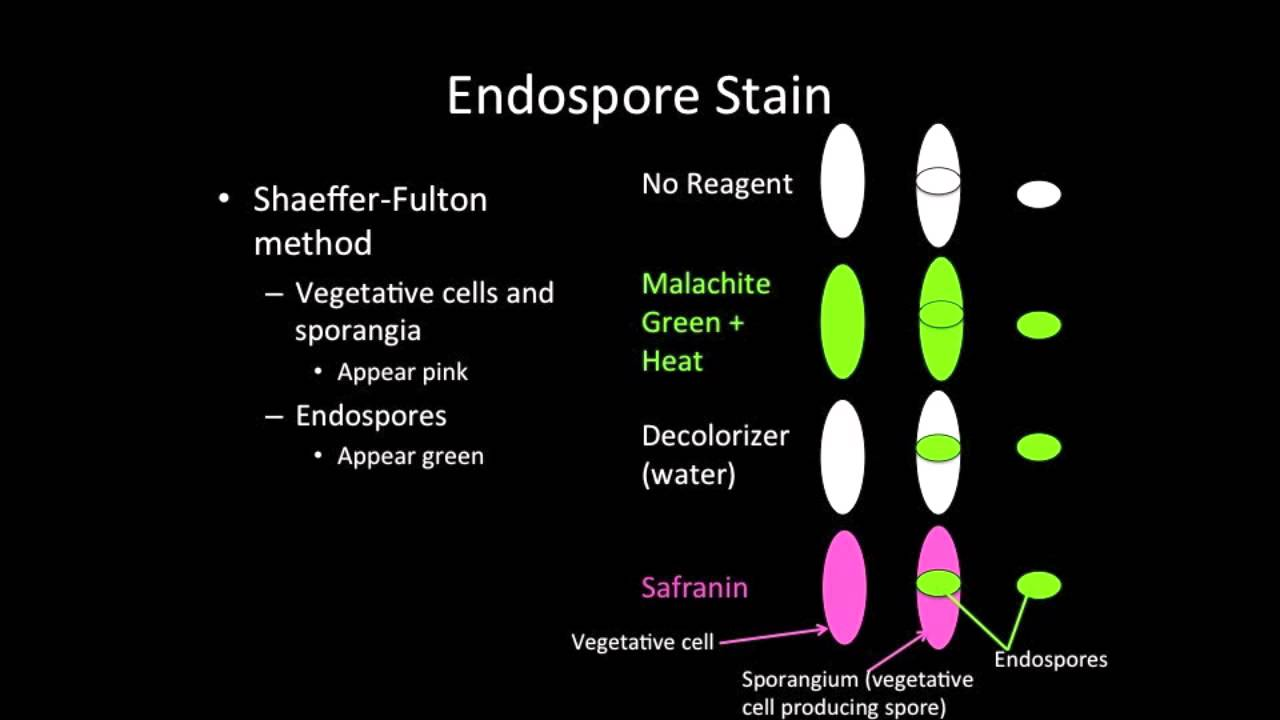 Endospore Stain
• Shaeffer-Fulton
method
– Vegetative cells and
sporangia
• Appear pink
– Endospores
• Appear green
No Reagent
Malachite
Green +
Heat
Decolorizer
(water)
Safranin
Vegetative cell
Sporangium (vegetative
cell producing spore)
Endospores